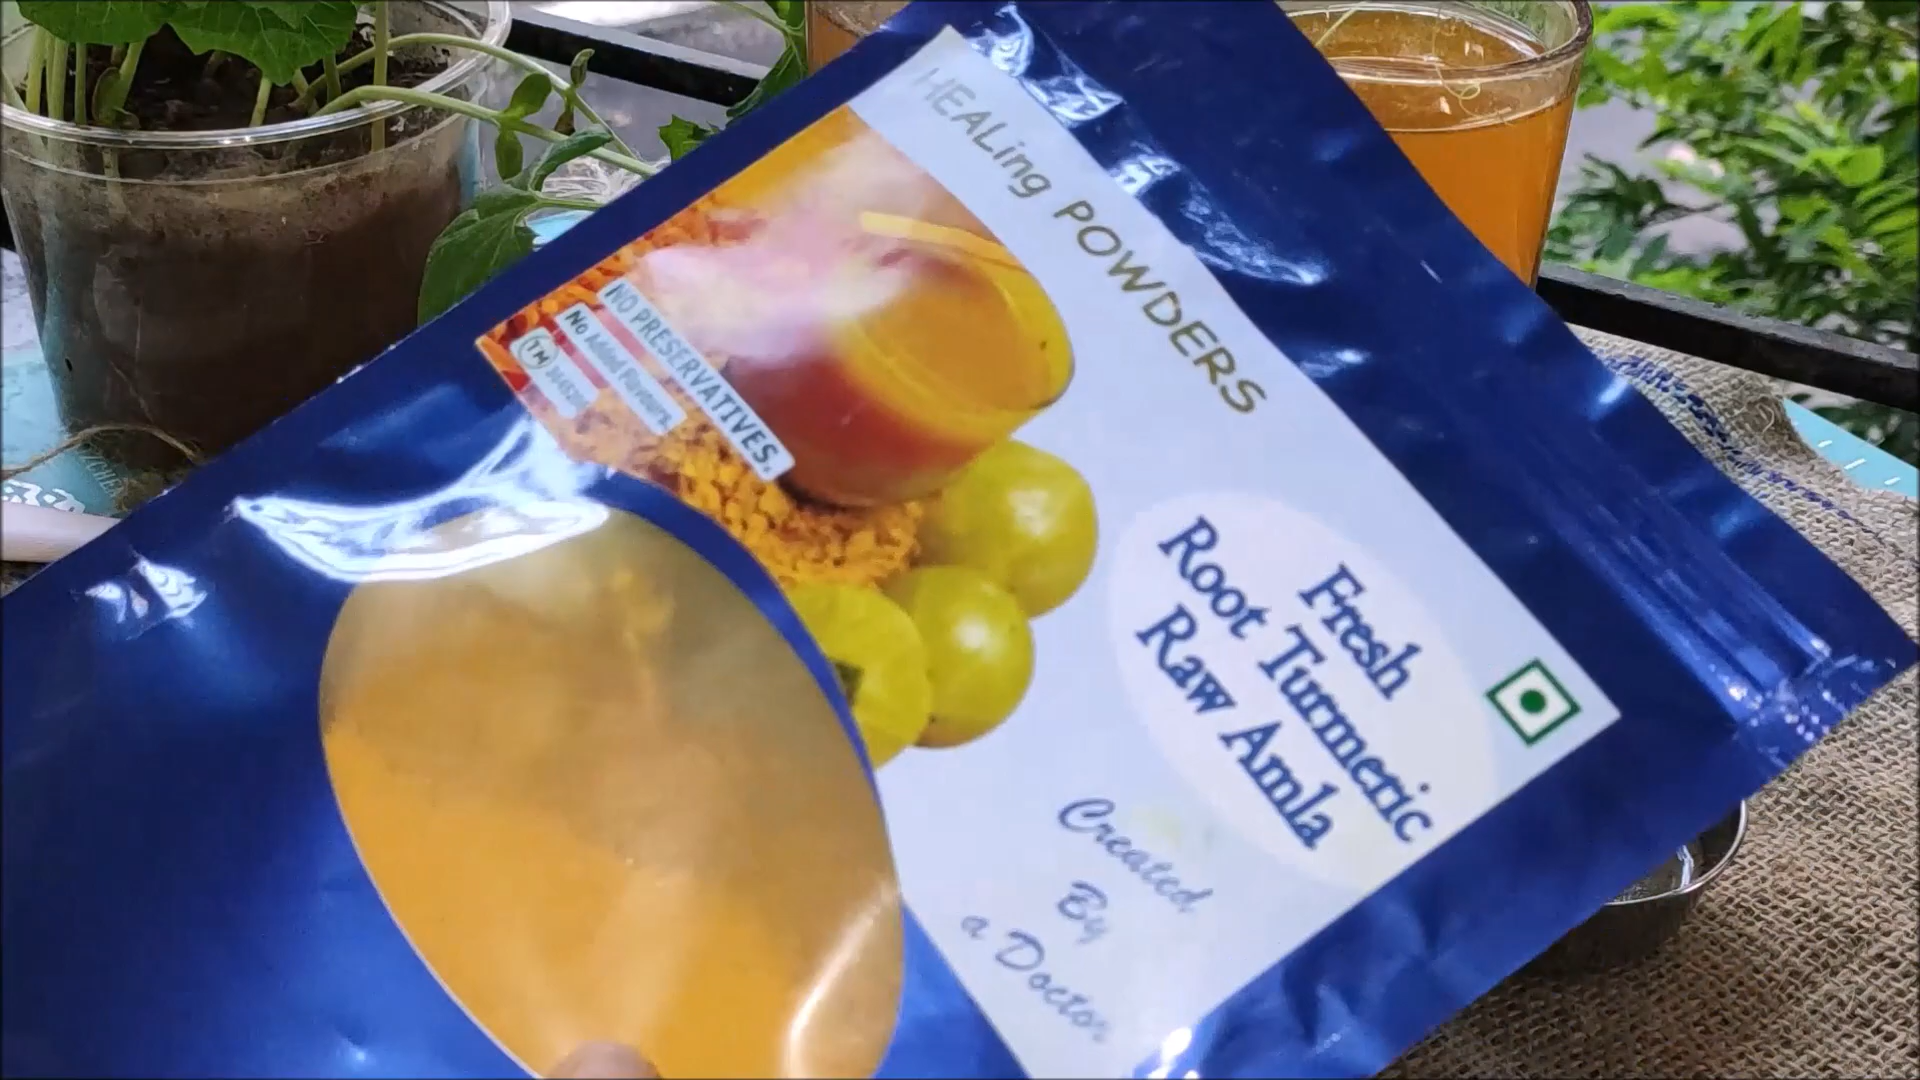 HEALing POWDERS
NO PRESERVATIVES.
No Added Flavours.
TM
Fresh
Root Turmeric
Raw Amla
Created
By
a Doctor